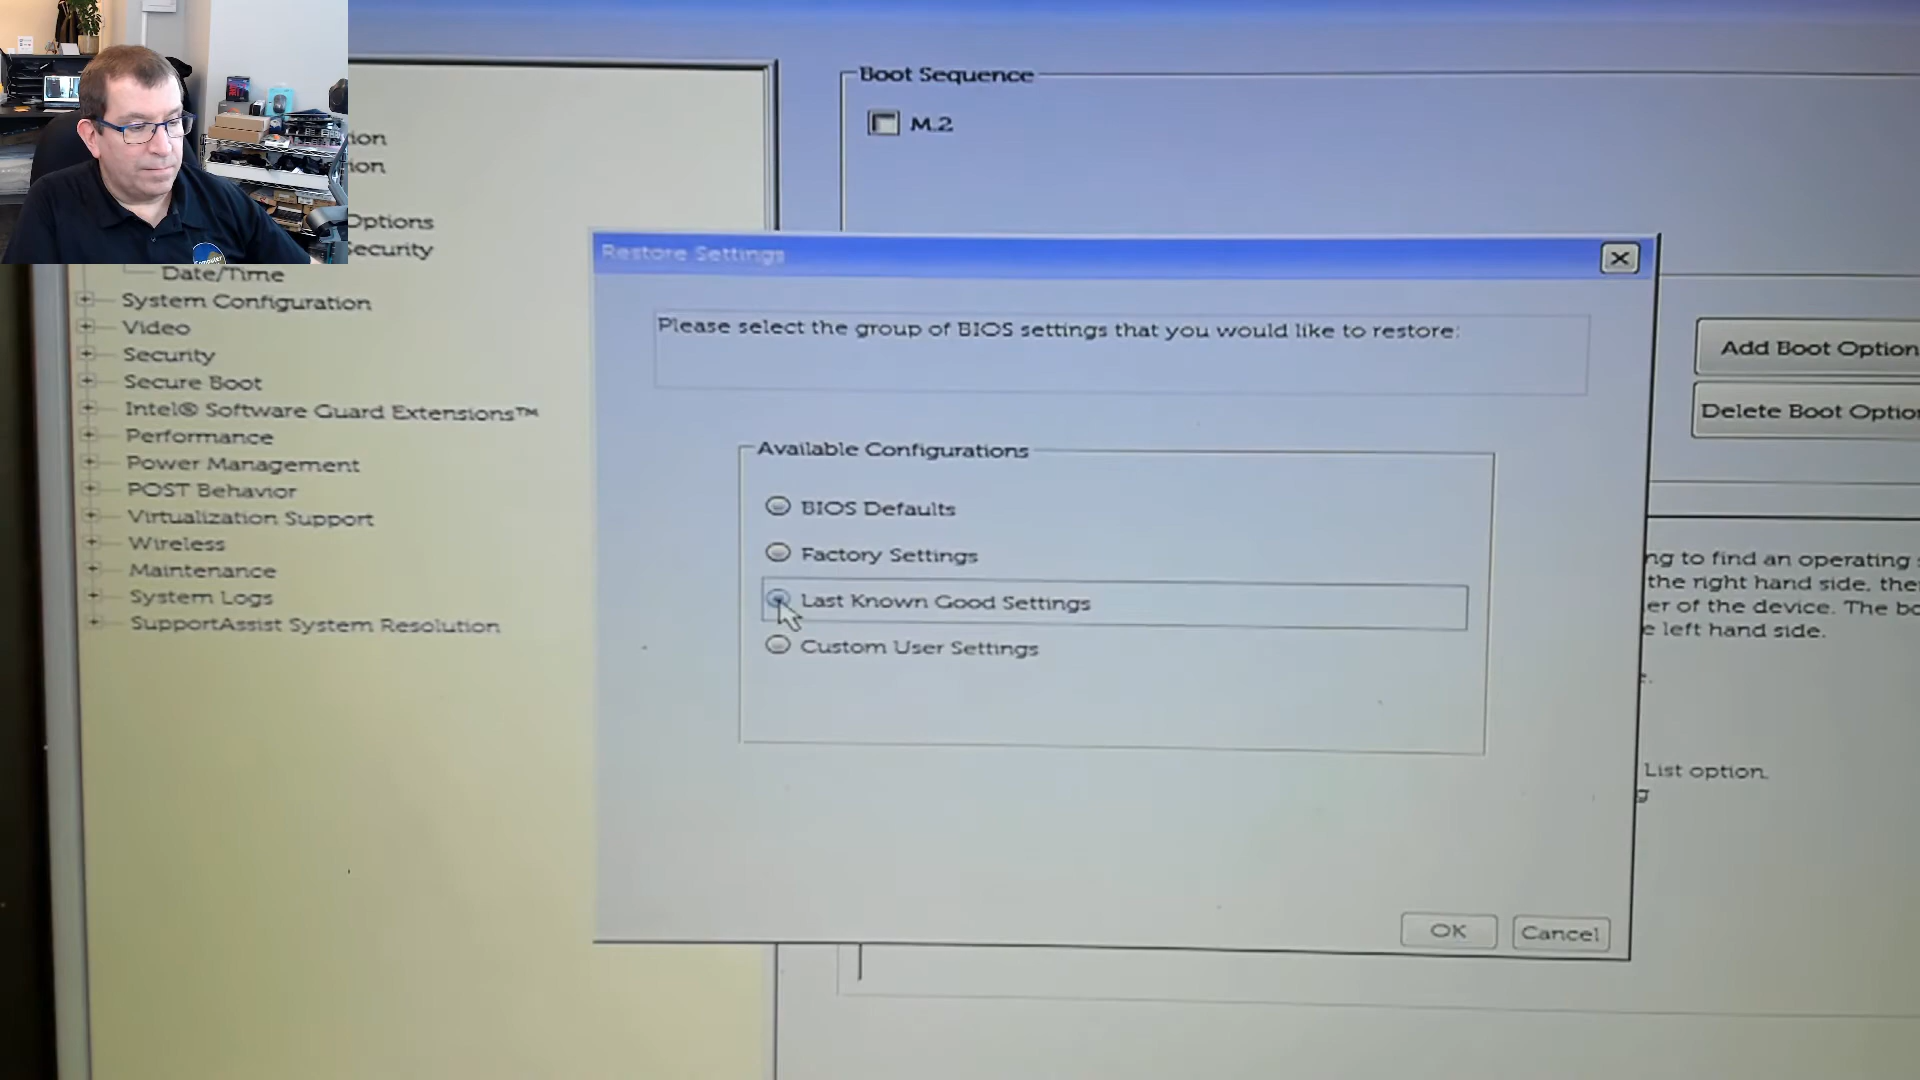 Boot Sequence
M.2
ion
ion
Options
Security
Date/Time
System Configuration
Video
Security
Secure Boot
Intel® Software Guard Extensions™
Performance
Power Management
POST Behavior
Virtualization Support
Wireless
Maintenance
System Logs
SupportAssist System Resolution
Restore Settings
Please select the group of BIOS settings that you would like to restore:
Available Configurations
BIOS Defaults
Factory Settings
Last Known Good Settings
Custom User Settings
OK
Cancel
Add Boot Option
Delete Boot Optio
ng to find an operating
the right hand side, the
er of the device. The bo
e left hand side.
List option.
g